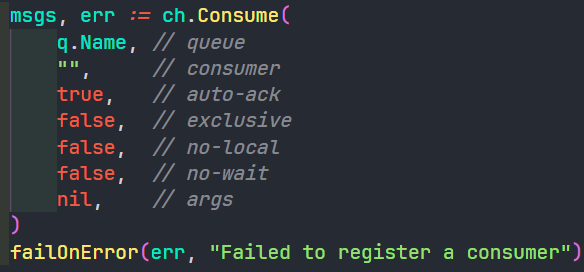 msgs, err := ch.Consume(
    q.Name, // queue
    "",     // consumer
    true,   // auto-ack
    false,  // exclusive
    false,  // no-local
    false,  // no-wait
    nil,    // args
)
failOnError(err, "Failed to register a consumer")